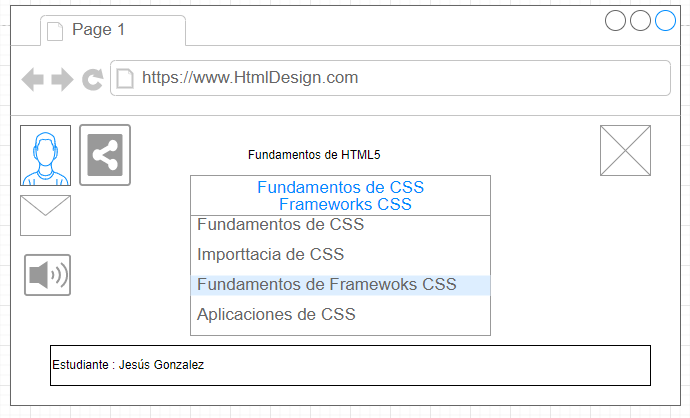 Page 1
https://www.HtmlDesign.com
Fundamentos de HTML5
Fundamentos de CSS
Frameworks CSS
Fundamentos de CSS
Importtacia de CSS
Fundamentos de Framewoks CSS
Aplicaciones de CSS
Estudiante : Jesús Gonzalez